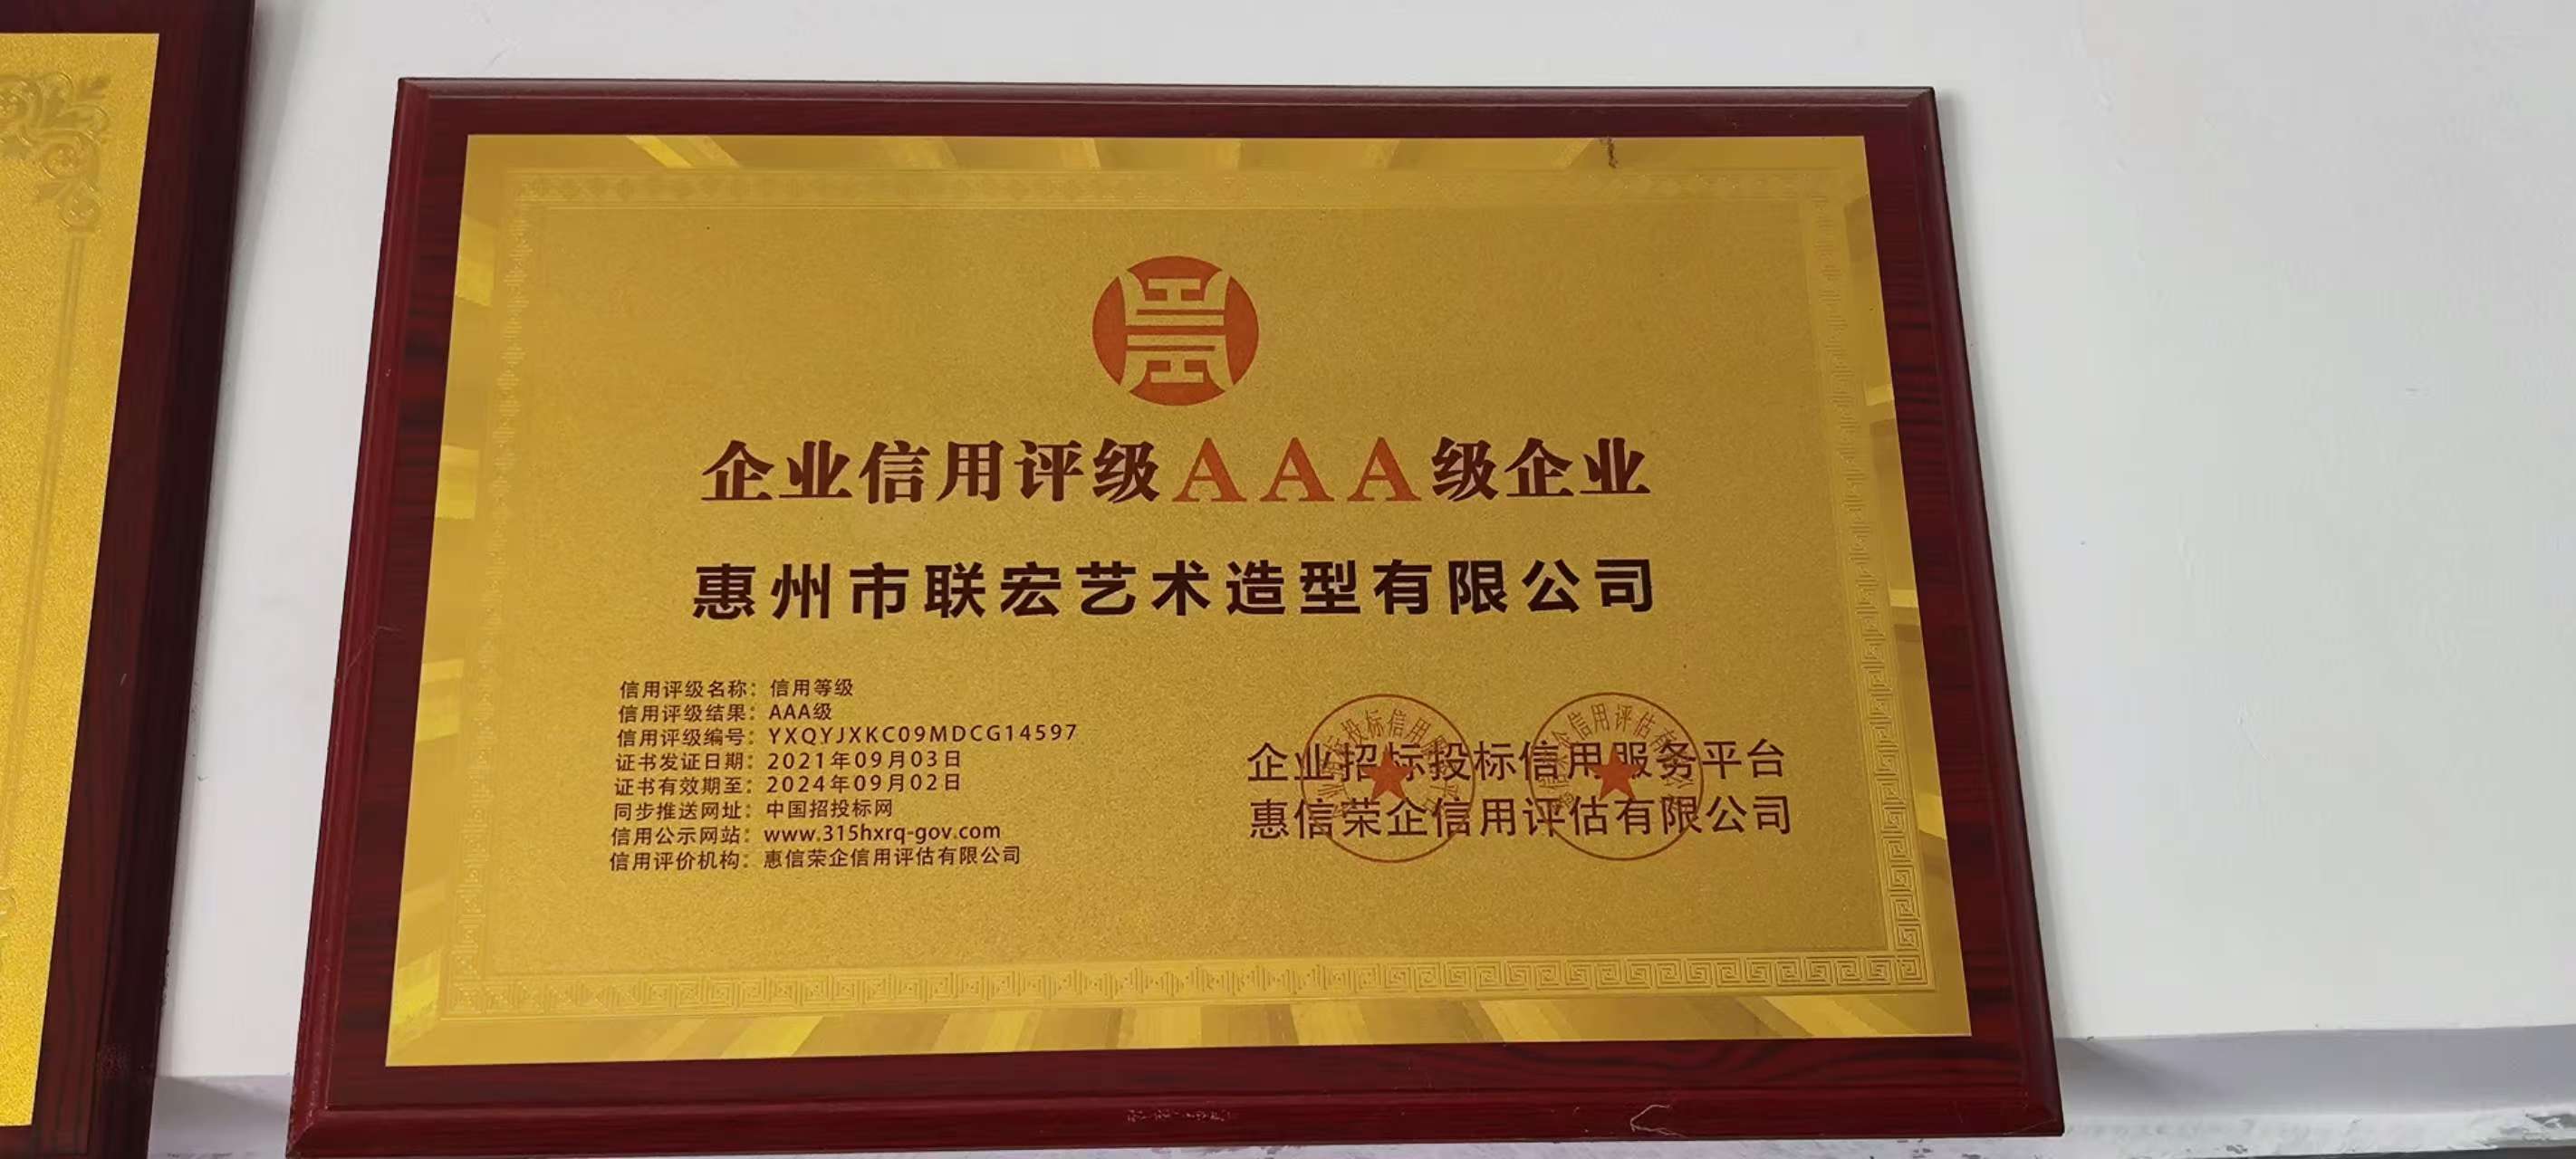 企业信用评级AAA级企业
惠州市联宏艺术造型有限公司
信用评级名称：信用等级
信用评级结果：AAA级
信用评级编号：YXQYJXKC09MDCG14597
证书发证日期：2021年09月03日
证书有效期至：2024年09月02日
同步推送网址：中国招投标网
信用公示网站：www.315hxrq-gov.com
信用评价机构：惠信荣企信用评估有限公司
企业招标投标信用服务平台
惠信荣企信用评估有限公司